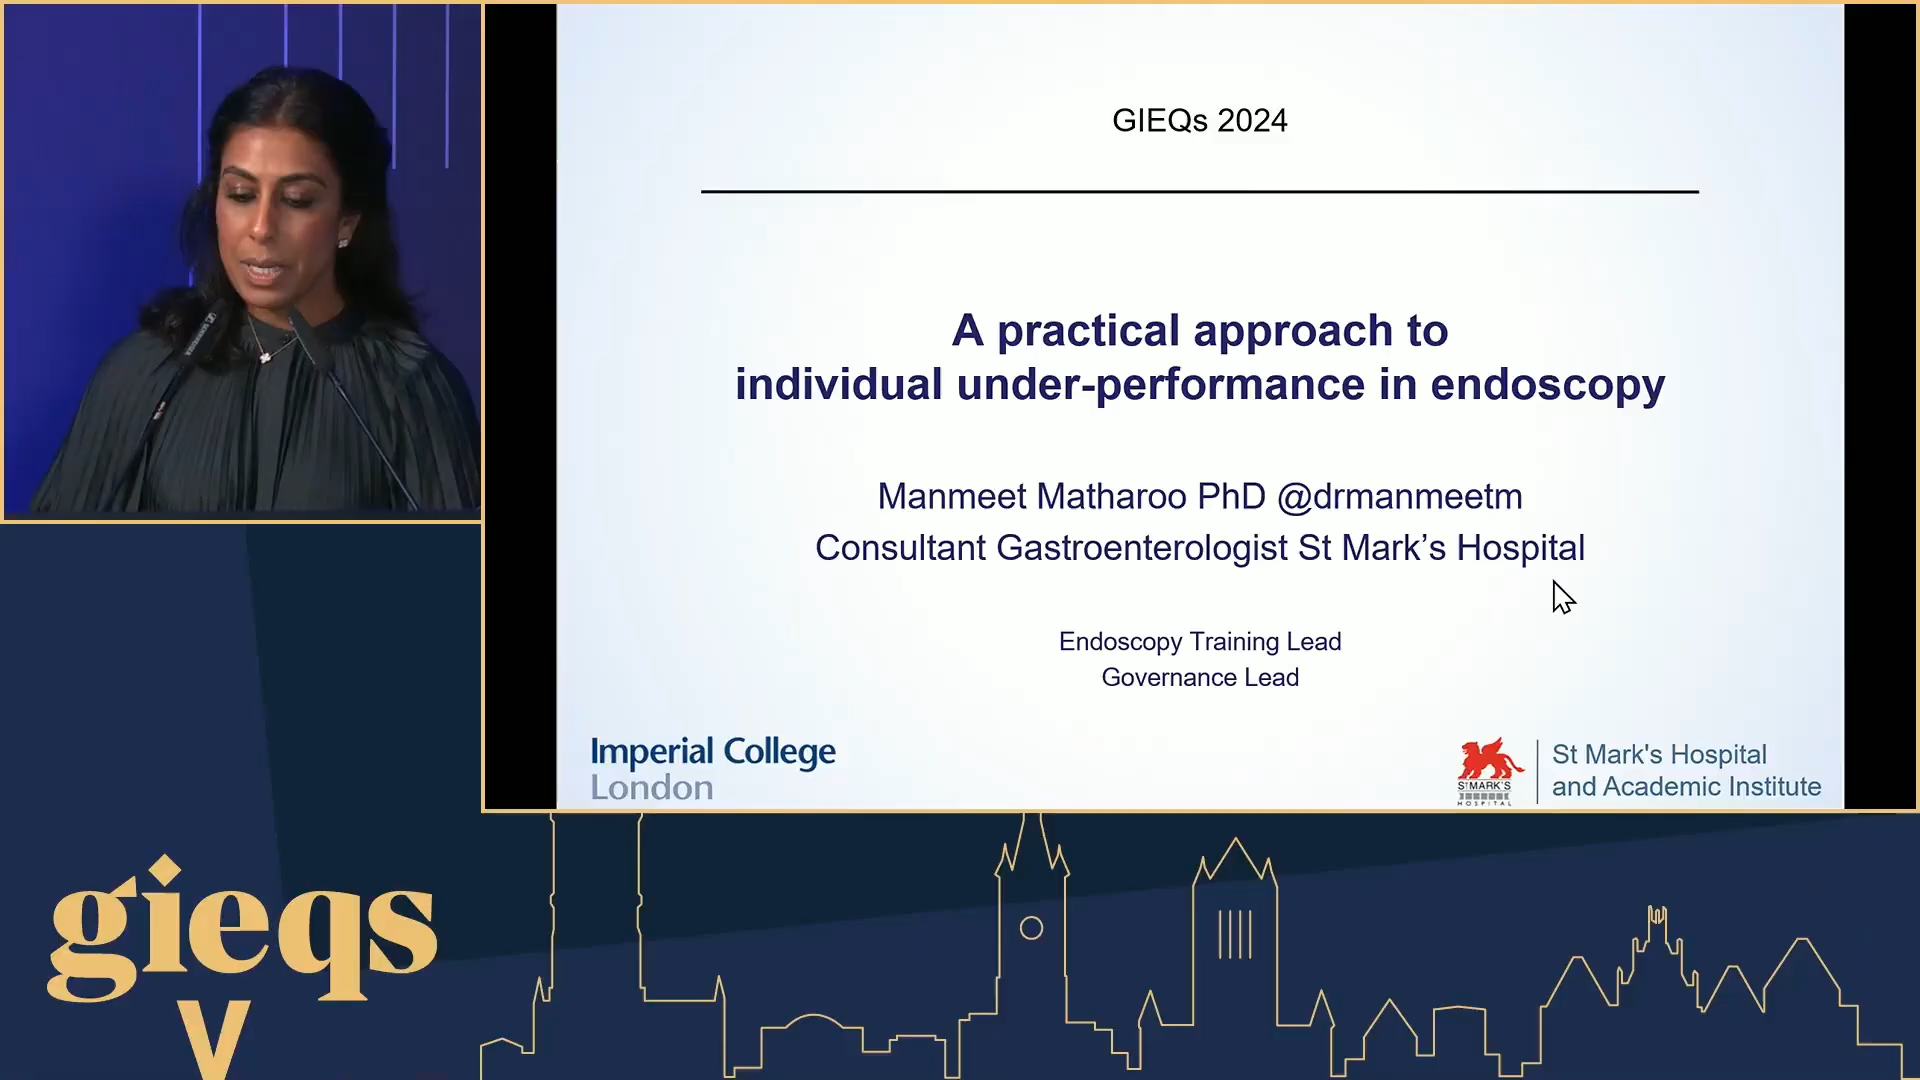 GIEQs 2024
A practical approach to
individual under-performance in endoscopy
Manmeet Matharoo PhD @drmanmeetm
Consultant Gastroenterologist St Mark’s Hospital
Endoscopy Training Lead
Governance Lead
Imperial College
London
ST MARK'S
HOSPITAL
St Mark's Hospital
and Academic Institute
gieqs
V